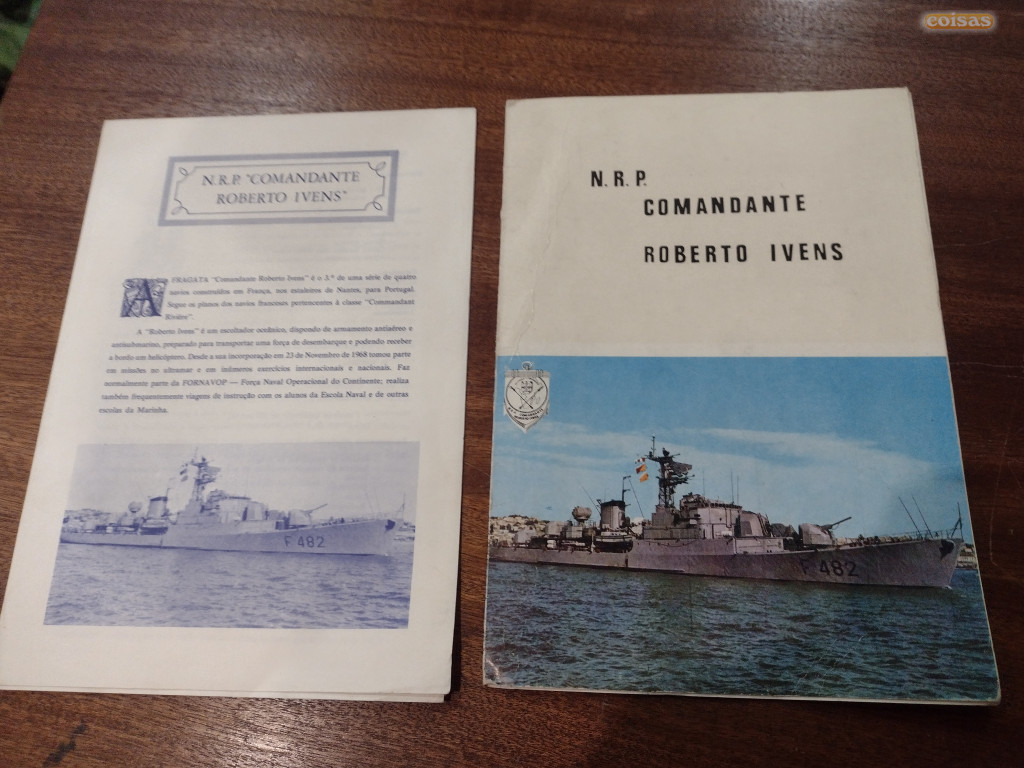 coisas
N.R.P. "COMANDANTE
ROBERTO IVENS"
A FRAGATA "Comandante Roberto Ivens" é o 3.º de uma série de quatro
navios construídos em França, nos estaleiros de Nantes, para Portugal.
Segue os planos dos navios franceses pertencentes à classe "Commandant
Rivière".
A "Roberto Ivens" é um escoltador oceânico, dispondo de armamento antiaéreo e
antisubmarino, preparado para transportar uma força de desembarque e podendo receber
a bordo um helicóptero. Desde a sua incorporação em 23 de Novembro de 1968 tomou parte
em missões no ultramar e em inúmeros exercícios internacionais e nacionais. Faz
normalmente parte da FORNAVOP — Força Naval Operacional do Continente; realiza
também frequentemente viagens de instrução com os alunos da Escola Naval e de outras
escolas da Marinha.
F 482
N.R.P.
COMANDANTE
ROBERTO IVENS
F 482